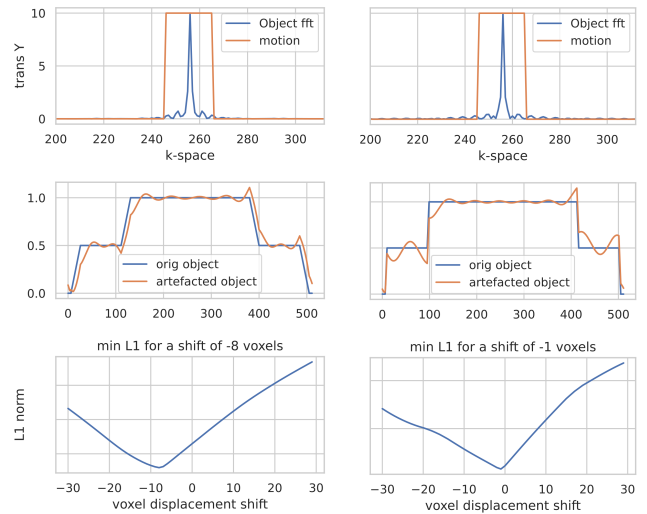 Object fft
motion
Object fft
motion
trans Y
10
5
0
200 220 240 260 280 300
200 220 240 260 280 300
k-space
k-space
1.0
0.5
0.0
orig object
artefacted object
orig object
artefacted object
0 100 200 300 400 500
0 100 200 300 400 500
min L1 for a shift of -8 voxels
min L1 for a shift of -1 voxels
L1 norm
−30 −20 −10 0 10 20 30
−30 −20 −10 0 10 20 30
voxel displacement shift
voxel displacement shift